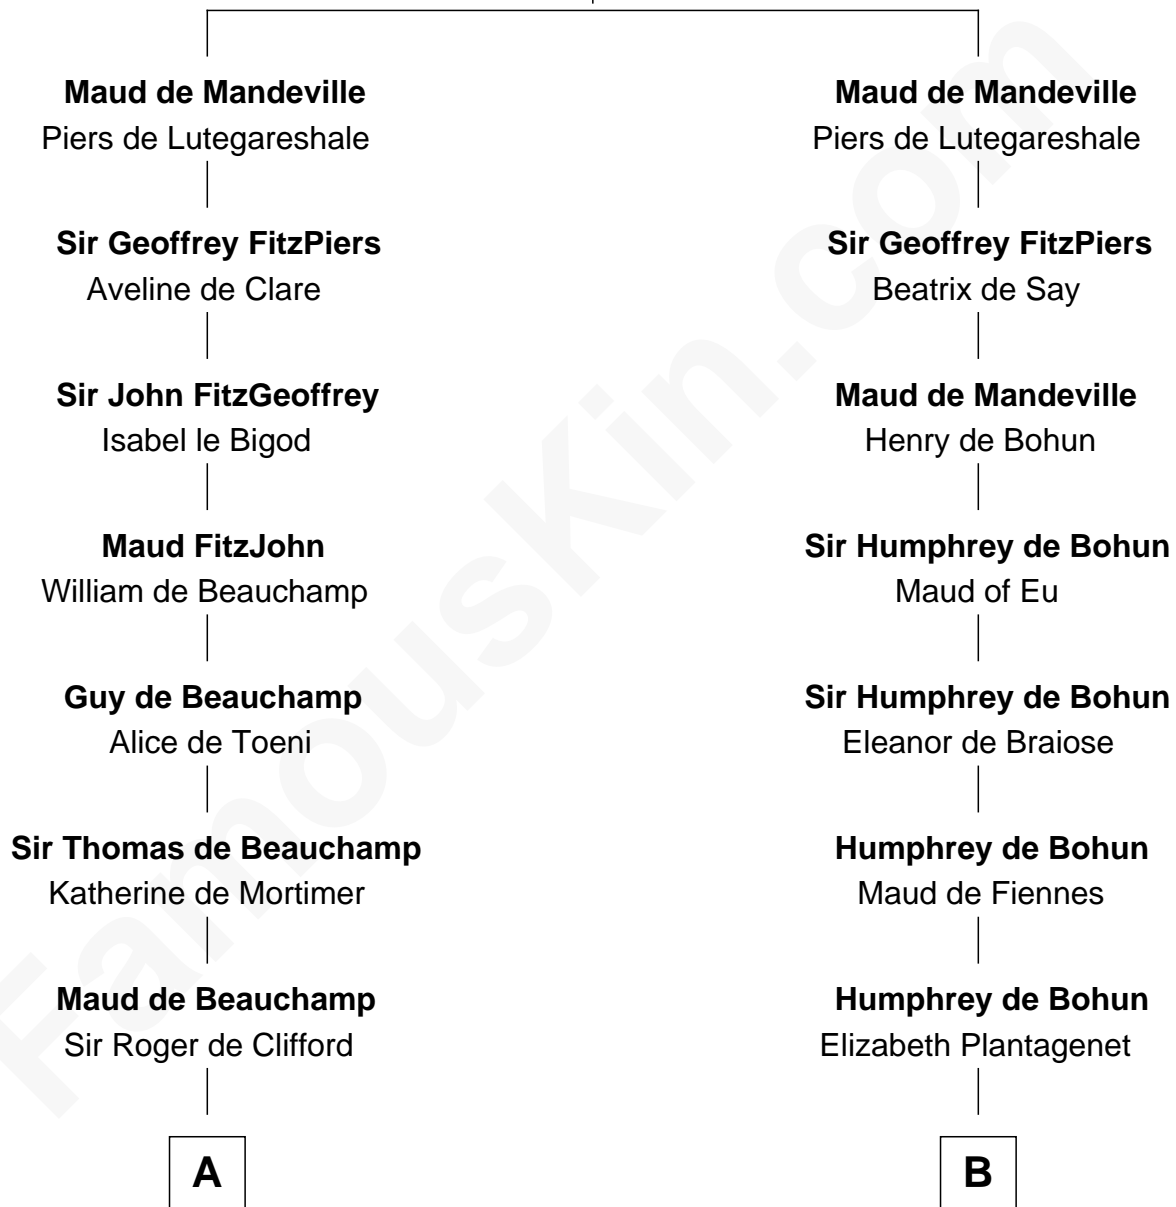 Maud de Mandeville
Piers de Lutegareshale
Sir Geoffrey FitzPiers
Aveline de Clare
Sir John FitzGeoffrey
Isabel le Bigod
Maud FitzJohn
William de Beauchamp
Guy de Beauchamp
Alice de Toeni
Sir Thomas de Beauchamp
Katherine de Mortimer
Maud de Beauchamp
Sir Roger de Clifford
A
Maud de Mandeville
Piers de Lutegareshale
Sir Geoffrey FitzPiers
Beatrix de Say
Maud de Mandeville
Henry de Bohun
Sir Humphrey de Bohun
Maud of Eu
Sir Humphrey de Bohun
Eleanor de Braiose
Humphrey de Bohun
Maud de Fiennes
Humphrey de Bohun
Elizabeth Plantagenet
B
FamousKin.com